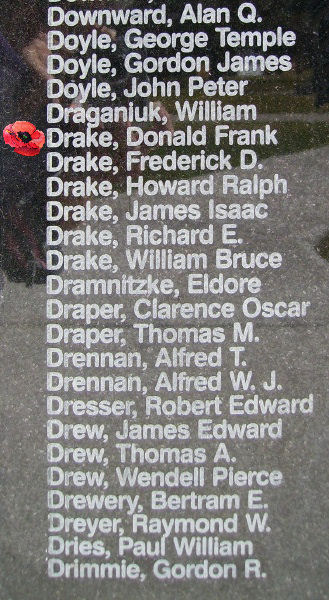 Downward, Alan Q.
Doyle, George Temple
Doyle, Gordon James
Doyle, John Peter
Draganiuk, William
Drake, Donald Frank
Drake, Frederick D.
Drake, Howard Ralph
Drake, James Isaac
Drake, Richard E.
Drake, William Bruce
Dramnitzke, Eldore
Draper, Clarence Oscar
Draper, Thomas M.
Drennan, Alfred T.
Drennan, Alfred W. J.
Dresser, Robert Edward
Drew, James Edward
Drew, Thomas A.
Drew, Wendell Pierce
Drewery, Bertram E.
Dreyer, Raymond W.
Dries, Paul William
Drimmie, Gordon R.